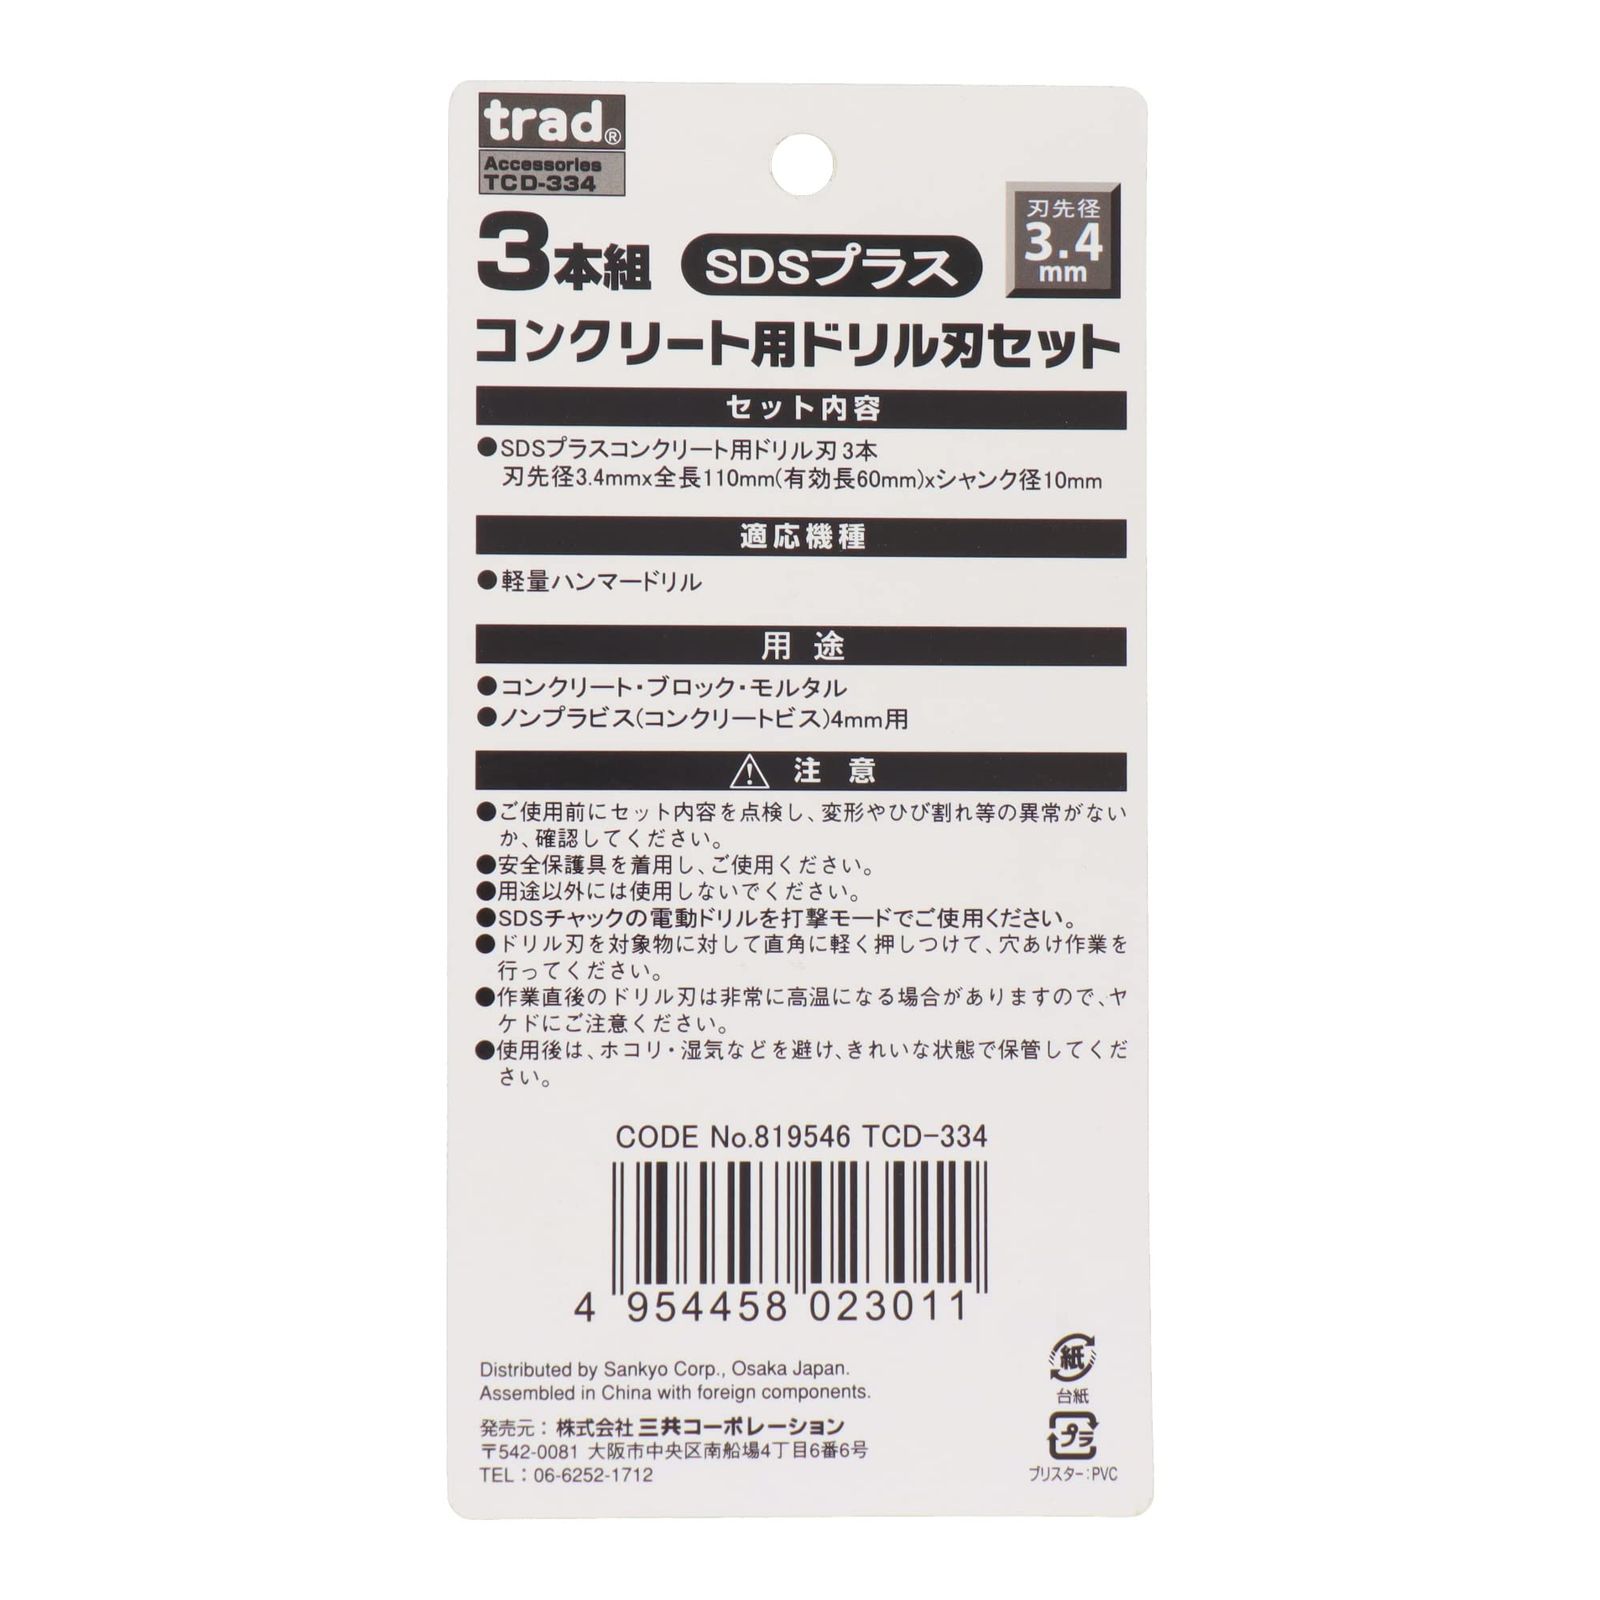 trad®
Accessories
TCD-334
3本組 SDSプラス
刃先径
3.4
mm
コンクリート用ドリル刃セット
セット内容
●SDSプラスコンクリート用ドリル刃3本
刃先径3.4mmx全長110mm(有効長60mm)xシャンク径10mm
適応機種
●軽量ハンマードリル
用途
●コンクリート・ブロック・モルタル
●ノンプラビス(コンクリートビス)4mm用
注意
●ご使用前にセット内容を点検し、変形やひび割れ等の異常がない
か、確認してください。
●安全保護具を着用し、ご使用ください。
●用途以外には使用しないでください。
●SDSチャックの電動ドリルを打撃モードでご使用ください。
●ドリル刃を対象物に対して直角に軽く押しつけて、穴あけ作業を
行ってください。
●作業直後のドリル刃は非常に高温になる場合がありますので、ヤ
ケドにご注意ください。
●使用後は、ホコリ・湿気などを避け、きれいな状態で保管してくだ
さい。
CODE No.819546 TCD-334
4 954458 023011
Distributed by Sankyo Corp., Osaka Japan.
Assembled in China with foreign components.
発売元：株式会社 三共コーポレーション
〒542-0081 大阪市中央区南船場4丁目6番6号
TEL：06-6252-1712
紙
台紙
プラ
ブリスター：PVC